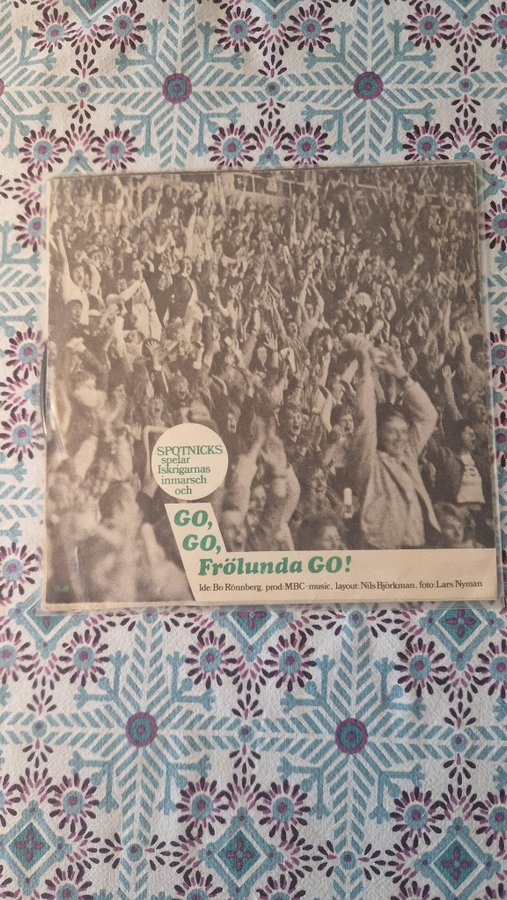 SPOTNICKS
spelar
Iskrigarnas
inmarsch
och
GO,
GO,
Frölunda GO!
Ide: Bo Rönnberg. prod: MBC-music. layout: Nils Björkman. foto: Lars Nyman